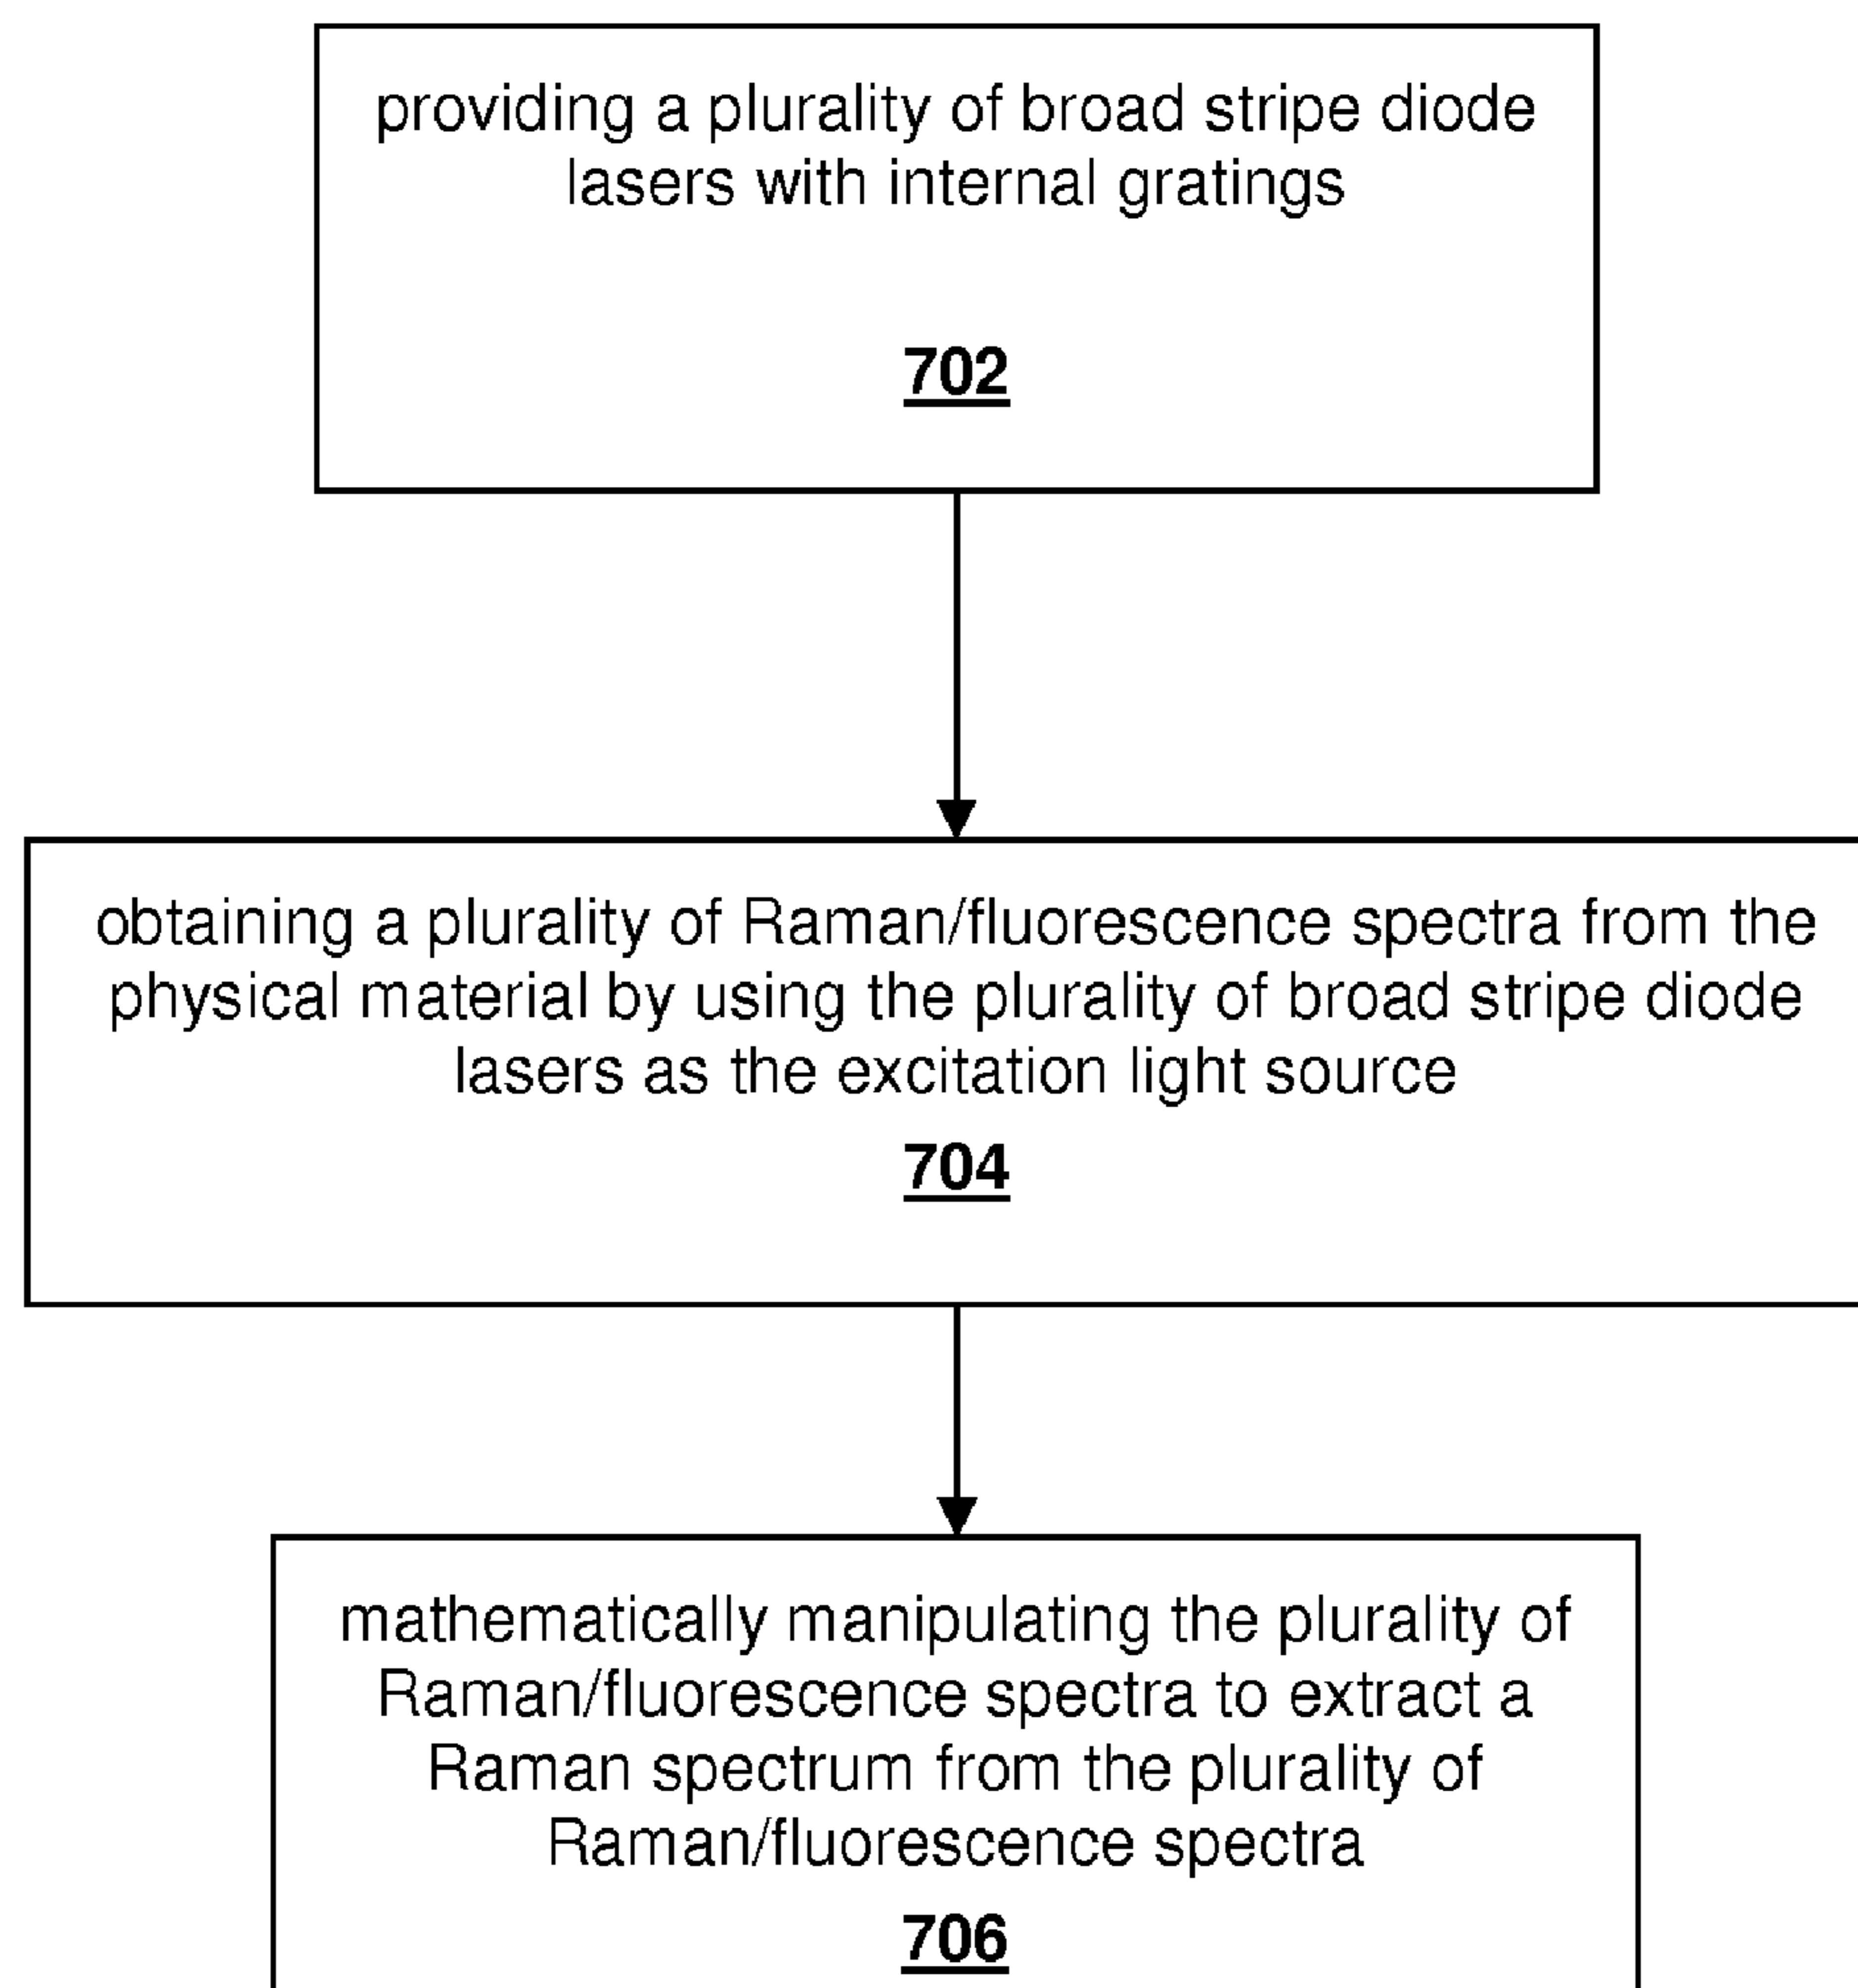 providing a plurality of broad stripe diode
lasers with internal gratings
702
obtaining a plurality of Raman/fluorescence spectra from the
physical material by using the plurality of broad stripe diode
lasers as the excitation light source
704
mathematically manipulating the plurality of
Raman/fluorescence spectra to extract a
Raman spectrum from the plurality of
Raman/fluorescence spectra
706